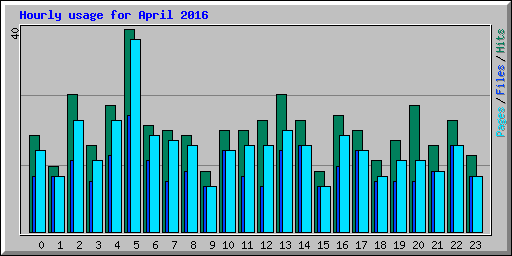 Hourly usage for April 2016
40
Pages / Files / Hits
0 1 2 3 4 5 6 7 8 9 10 11 12 13 14 15 16 17 18 19 20 21 22 23